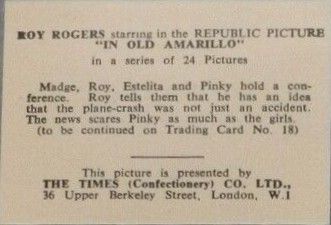 ROY ROGERS starring in the REPUBLIC PICTURE
"IN OLD AMARILLO"
in a series of 24 Pictures
Madge, Roy, Estelita and Pinky hold a con-
ference. Roy tells them that he has an idea
that the plane-crash was not just an accident.
The news scares Pinky as much as the girls.
(to be continued on Trading Card No. 18)
This picture is presented by
THE TIMES (Confectionery) CO. LTD.,
36 Upper Berkeley Street, London, W.1